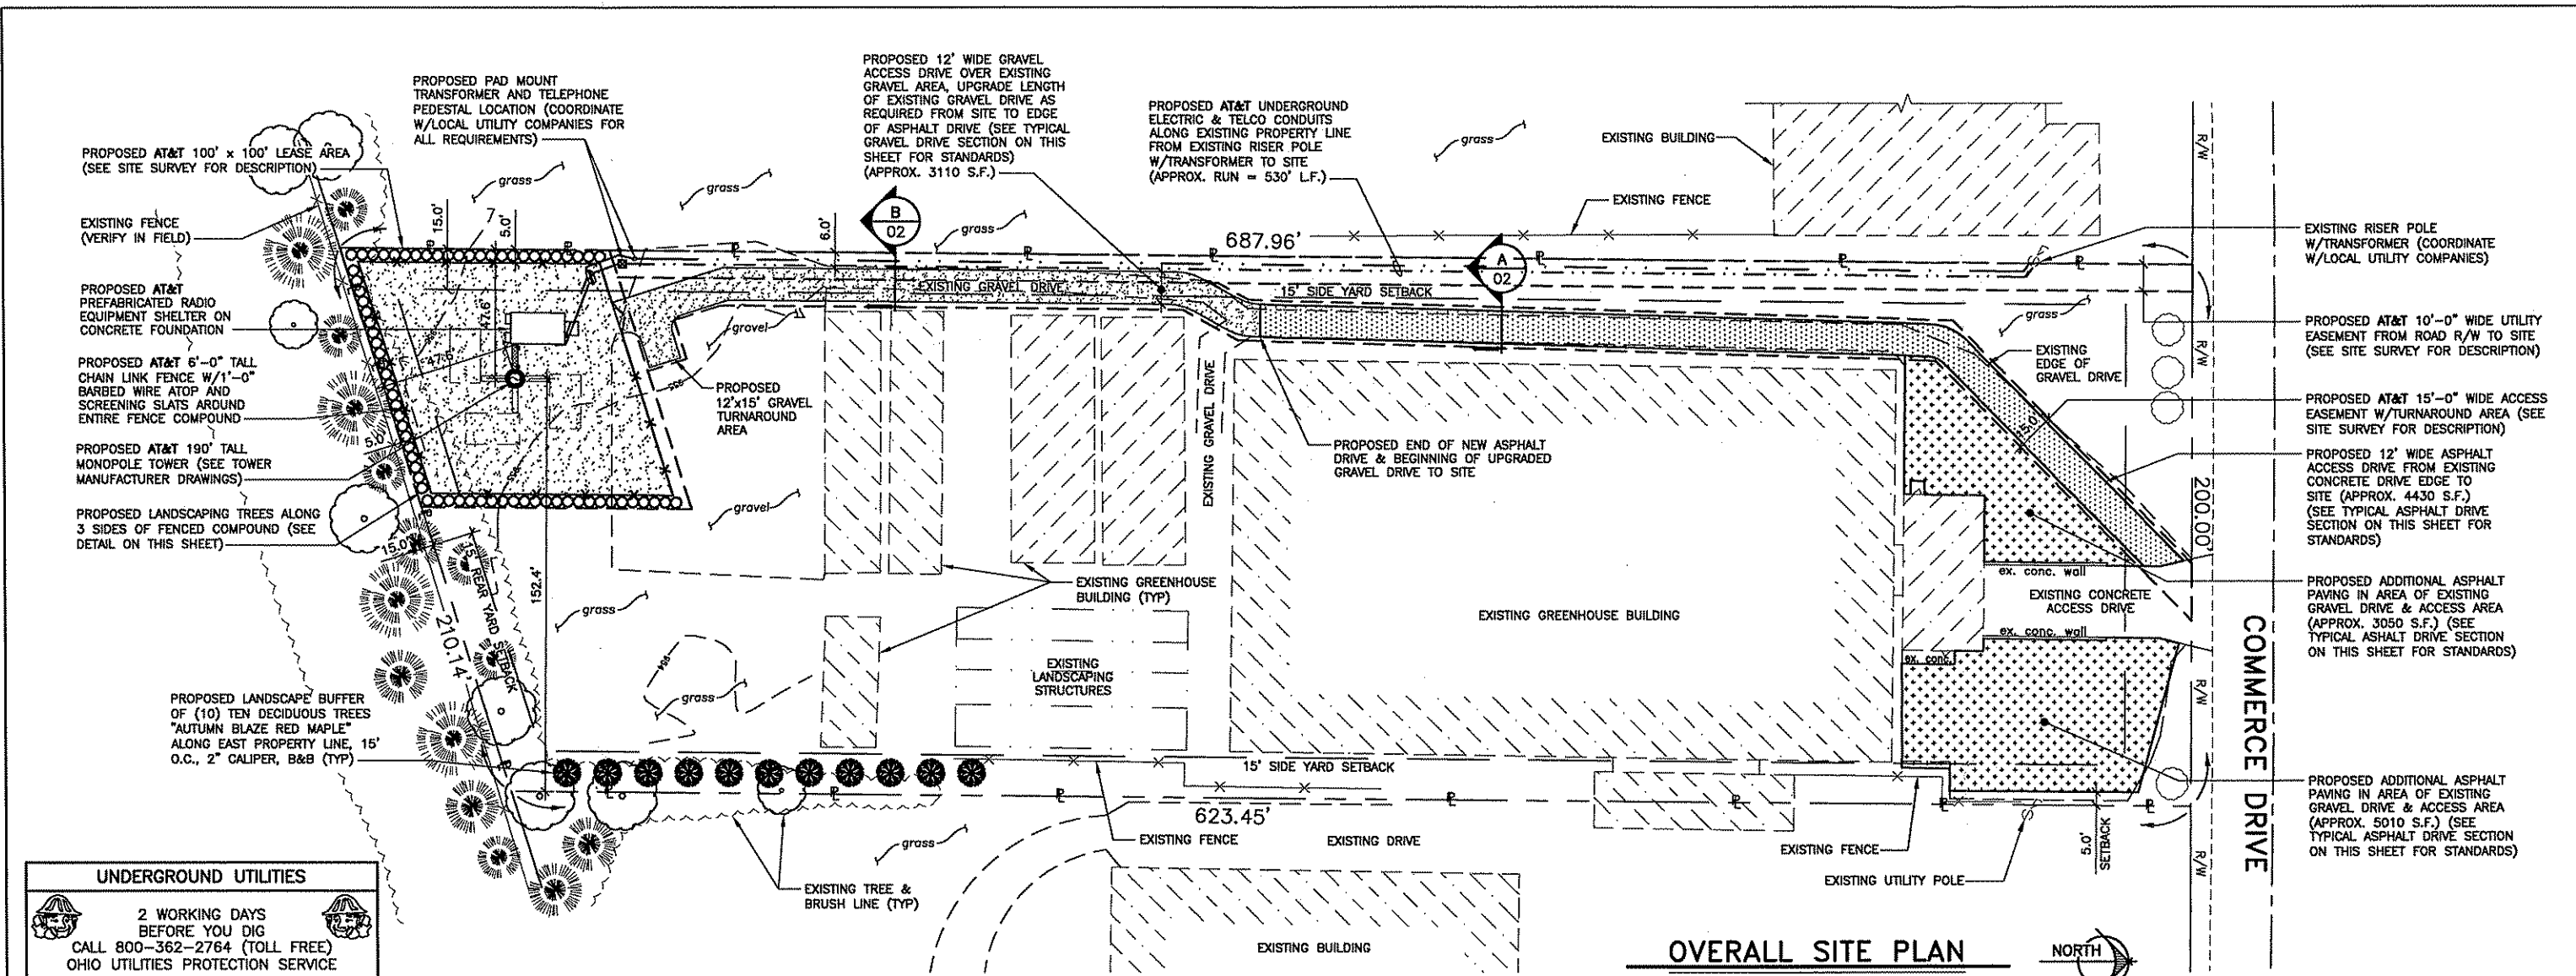 PROPOSED PAD MOUNT
TRANSFORMER AND TELEPHONE
PEDESTAL LOCATION (COORDINATE
W/LOCAL UTILITY COMPANIES FOR
ALL REQUIREMENTS)
PROPOSED 12' WIDE GRAVEL
ACCESS DRIVE OVER EXISTING
GRAVEL AREA, UPGRADE LENGTH
OF EXISTING GRAVEL DRIVE AS
REQUIRED FROM SITE TO EDGE
OF ASPHALT DRIVE (SEE TYPICAL
GRAVEL DRIVE SECTION ON THIS
SHEET FOR STANDARDS)
(APPROX. 3110 S.F.)
PROPOSED AT&T UNDERGROUND
ELECTRIC & TELCO CONDUITS
ALONG EXISTING PROPERTY LINE
FROM EXISTING RISER POLE
W/TRANSFORMER TO SITE
(APPROX. RUN = 530' L.F.)
grass
EXISTING BUILDING
EXISTING FENCE
R/W
PROPOSED AT&T 100' x 100' LEASE AREA
(SEE SITE SURVEY FOR DESCRIPTION)
EXISTING FENCE
(VERIFY IN FIELD)
PROPOSED AT&T
PREFABRICATED RADIO
EQUIPMENT SHELTER ON
CONCRETE FOUNDATION
PROPOSED AT&T 6'-0" TALL
CHAIN LINK FENCE W/1'-0"
BARBED WIRE ATOP AND
SCREENING SLATS AROUND
ENTIRE FENCE COMPOUND
PROPOSED AT&T 190' TALL
MONOPOLE TOWER (SEE TOWER
MANUFACTURER DRAWINGS)
PROPOSED LANDSCAPING TREES ALONG
3 SIDES OF FENCED COMPOUND (SEE
DETAIL ON THIS SHEET)
PROPOSED LANDSCAPE BUFFER
OF (10) TEN DECIDUOUS TREES
"AUTUMN BLAZE RED MAPLE"
ALONG EAST PROPERTY LINE, 15'
O.C., 2" CALIPER, B&B (TYP)
grass
grass
grass
15.0'
7
5.0'
6.0'
B
02
A
02
687.96'
47.6'
47.6'
5.0'
EXISTING GRAVEL DRIVE
15' SIDE YARD SETBACK
gravel
PROPOSED
12'x15' GRAVEL
TURNAROUND
AREA
gravel
EXISTING GRAVEL DRIVE
PROPOSED END OF NEW ASPHALT
DRIVE & BEGINNING OF UPGRADED
GRAVEL DRIVE TO SITE
grass
EXISTING
EDGE OF
GRAVEL DRIVE
15.0'
R/W
200.00'
EXISTING RISER POLE
W/TRANSFORMER (COORDINATE
W/LOCAL UTILITY COMPANIES)
PROPOSED AT&T 10'-0" WIDE UTILITY
EASEMENT FROM ROAD R/W TO SITE
(SEE SITE SURVEY FOR DESCRIPTION)
PROPOSED AT&T 15'-0" WIDE ACCESS
EASEMENT W/TURNAROUND AREA (SEE
SITE SURVEY FOR DESCRIPTION)
PROPOSED 12' WIDE ASPHALT
ACCESS DRIVE FROM EXISTING
CONCRETE DRIVE EDGE TO
SITE (APPROX. 4430 S.F.)
(SEE TYPICAL ASPHALT DRIVE
SECTION ON THIS SHEET FOR
STANDARDS)
PROPOSED ADDITIONAL ASPHALT
PAVING IN AREA OF EXISTING
GRAVEL DRIVE & ACCESS AREA
(APPROX. 3050 S.F.) (SEE
TYPICAL ASHALT DRIVE SECTION
ON THIS SHEET FOR STANDARDS)
PROPOSED ADDITIONAL ASPHALT
PAVING IN AREA OF EXISTING
GRAVEL DRIVE & ACCESS AREA
(APPROX. 5010 S.F.) (SEE
TYPICAL ASPHALT DRIVE SECTION
ON THIS SHEET FOR STANDARDS)
15.0'
15' REAR YARD SETBACK
210.14'
152.4'
grass
EXISTING GREENHOUSE
BUILDING (TYP)
EXISTING GREENHOUSE BUILDING
ex. conc. wall
EXISTING CONCRETE
ACCESS DRIVE
ex. conc. wall
ex. conc.
EXISTING
LANDSCAPING
STRUCTURES
954
grass
COMMERCE DRIVE
R/W
R/W
15' SIDE YARD SETBACK
623.45'
grass
EXISTING FENCE
EXISTING DRIVE
EXISTING FENCE
5.0'
SETBACK
EXISTING UTILITY POLE
EXISTING TREE &
BRUSH LINE (TYP)
EXISTING BUILDING
UNDERGROUND UTILITIES
2 WORKING DAYS
BEFORE YOU DIG
CALL 800-362-2764 (TOLL FREE)
OHIO UTILITIES PROTECTION SERVICE
OVERALL SITE PLAN
NORTH